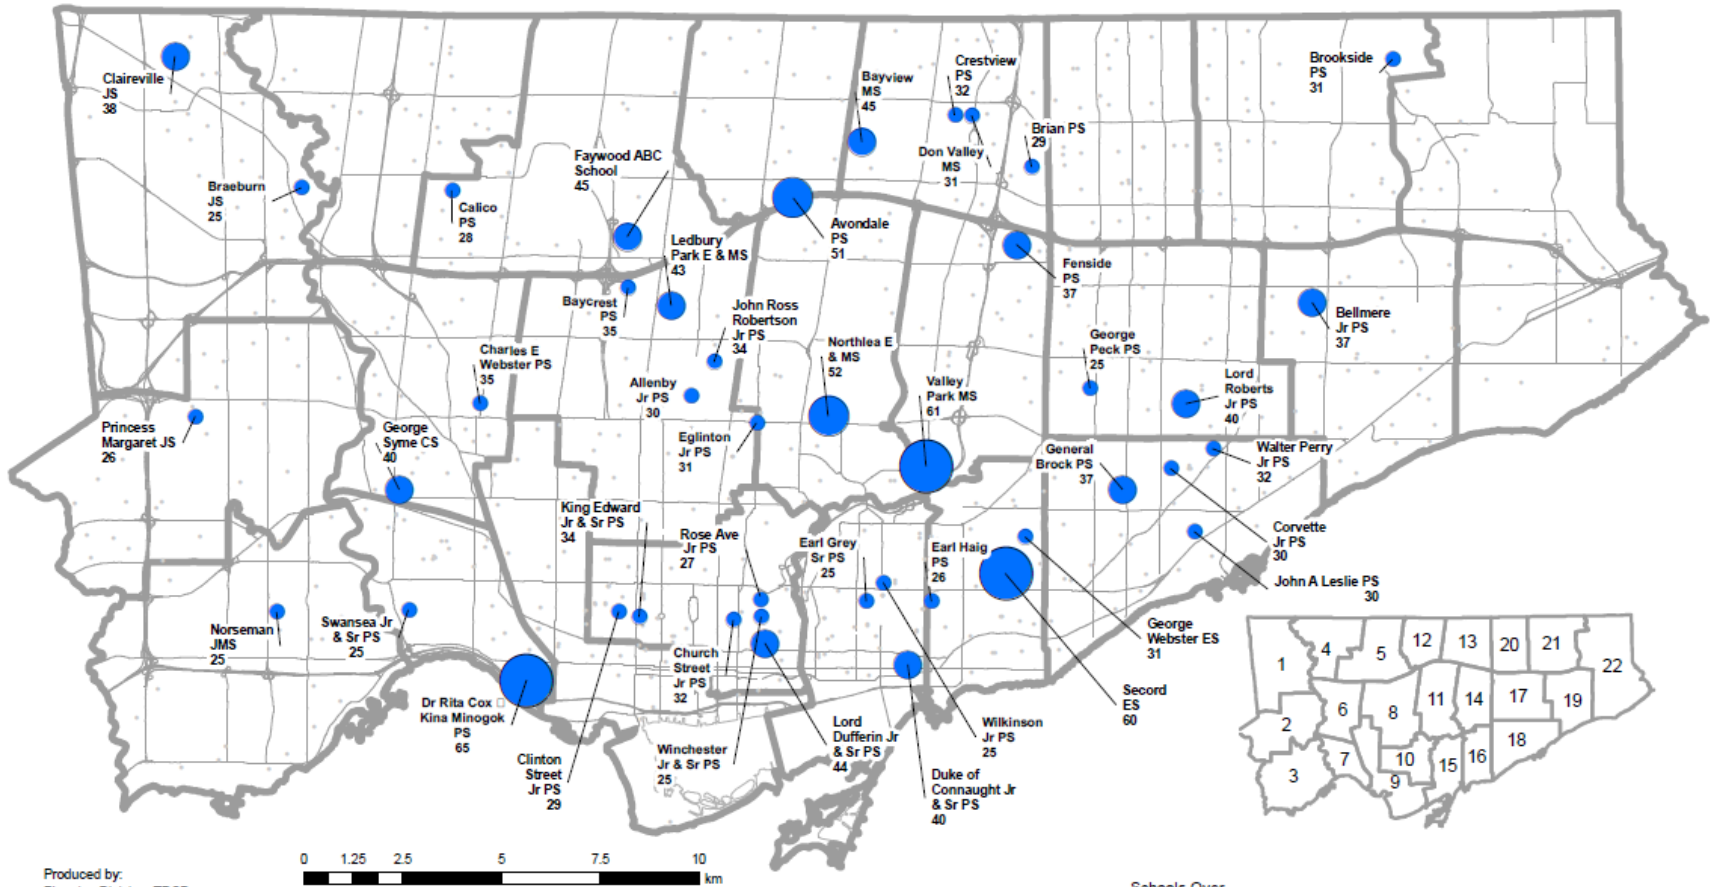 Claireville
JS
38
Braeburn
JS
25
Calico
PS
28
Faywood ABC
School
45
Bayview
MS
45
Crestview
PS
32
Don Valley
MS
31
Brian PS
29
Brookside
PS
31
Avondale
PS
51
Ledbury
Park E & MS
43
Baycrest
PS
35
Fenside
PS
37
Bellmere
Jr PS
37
John Ross
Robertson
Jr PS
34
Charles E
Webster PS
35
Northlea E
& MS
52
George
Peck PS
25
Lord
Roberts
Jr PS
40
Allenby
Jr PS
30
Valley
Park MS
61
Princess
Margaret JS
26
George
Syme CS
40
Eglinton
Jr PS
31
General
Brock PS
37
Walter Perry
Jr PS
32
King Edward
Jr & Sr PS
34
Rose Ave
Jr PS
27
Earl Grey
Sr PS
25
Earl Haig
PS
26
Corvette
Jr PS
30
John A Leslie PS
30
Norseman
JMS
25
Swansea Jr
& Sr PS
25
George
Webster ES
31
Church
Street
Jr PS
32
Secord
ES
60
Dr Rita Cox
Kina Minogok
PS
65
Clinton
Street
Jr PS
29
Winchester
Jr & Sr PS
25
Lord
Dufferin Jr
& Sr PS
44
Wilkinson
Jr PS
25
Duke of
Connaught Jr
& Sr PS
40
1
2
3
4
5
6
7
8
9
10
11
12
13
14
15
16
17
18
19
20
21
22
0 1.25 2.5 5 7.5 10
km
Produced by:
Schools Over